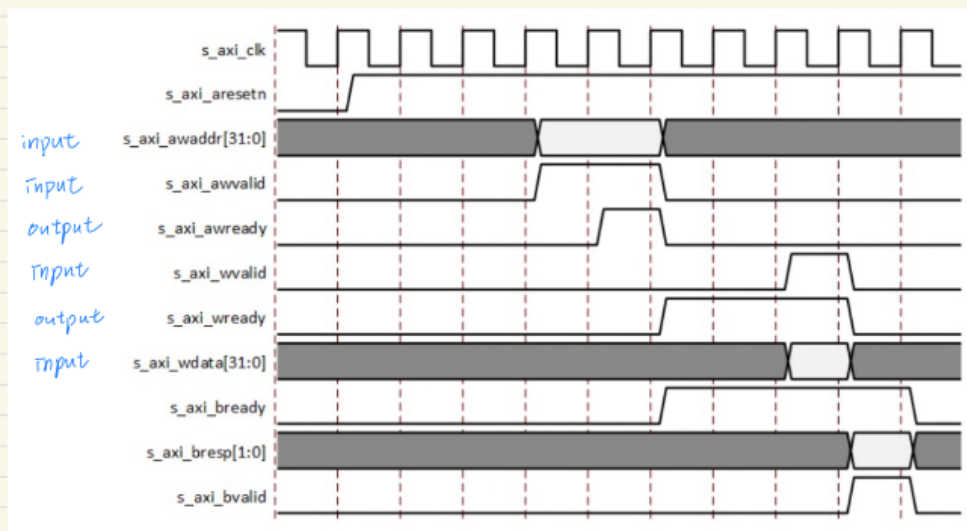 s_axi_clk
s_axi_aresetn
input s_axi_awaddr[31:0]
input s_axi_awvalid
output s_axi_awready
input s_axi_wvalid
output s_axi_wready
input s_axi_wdata[31:0]
s_axi_bready
s_axi_bresp[1:0]
s_axi_bvalid